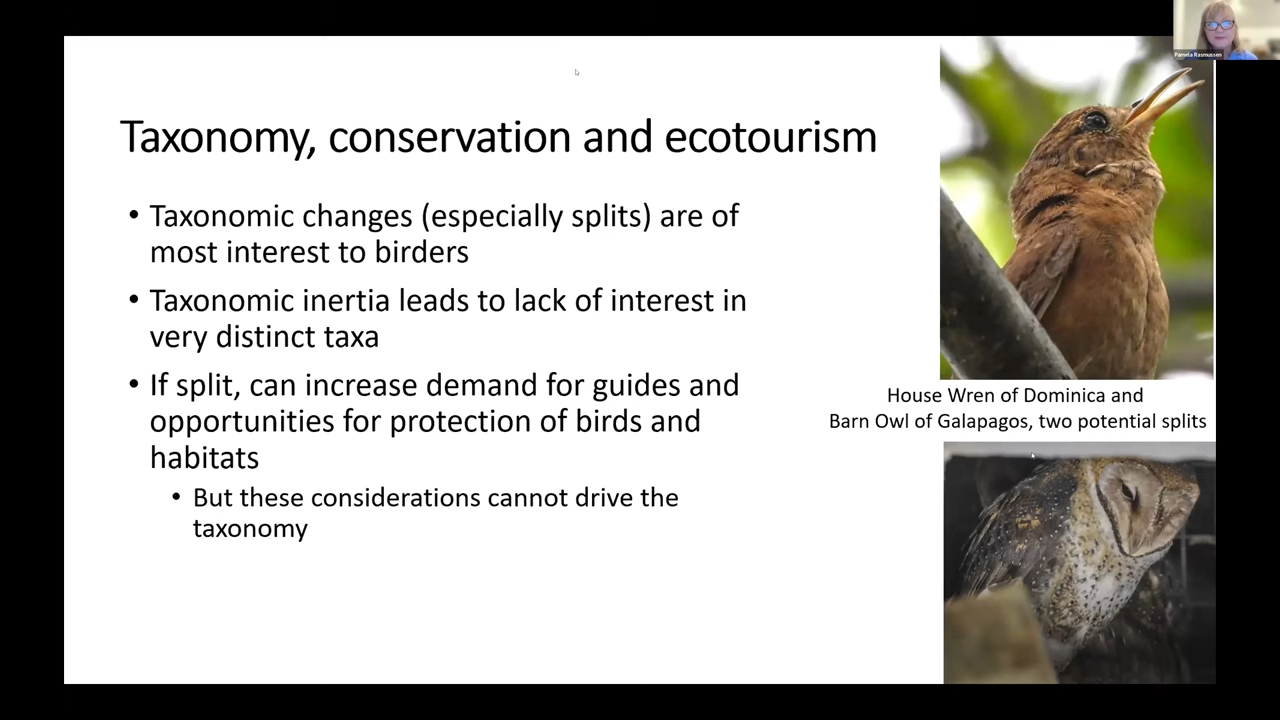 Pamela Rasmussen
Taxonomy, conservation and ecotourism
• Taxonomic changes (especially splits) are of
most interest to birders
• Taxonomic inertia leads to lack of interest in
very distinct taxa
• If split, can increase demand for guides and
opportunities for protection of birds and
habitats
• But these considerations cannot drive the
taxonomy
House Wren of Dominica and
Barn Owl of Galapagos, two potential splits